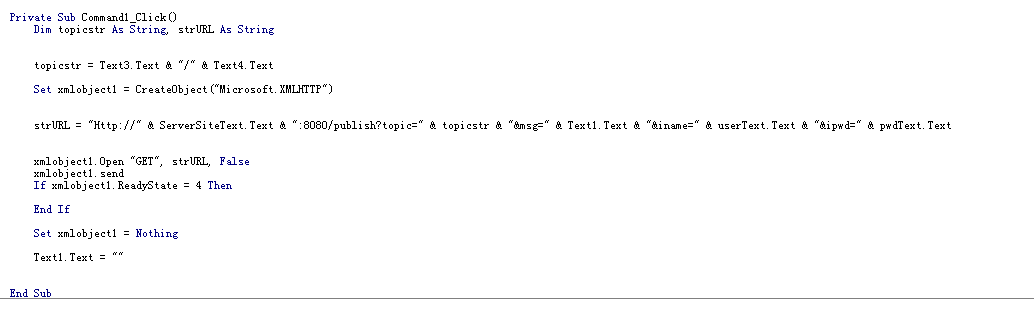 Private Sub Command1_Click()
Dim topicstr As String, strURL As String
topicstr = Text3.Text & "/" & Text4.Text
Set xmlobject1 = CreateObject("Microsoft.XMLHTTP")
strURL = "Http://" & ServerSiteText.Text & ":8080/publish?topic=" & topicstr & "&msg=" & Text1.Text & "&iname=" & userText.Text & "&ipwd=" & pwdText.Text
xmlobject1.Open "GET", strURL, False
xmlobject1.send
If xmlobject1.ReadyState = 4 Then
End If
Set xmlobject1 = Nothing
Text1.Text = ""
End Sub